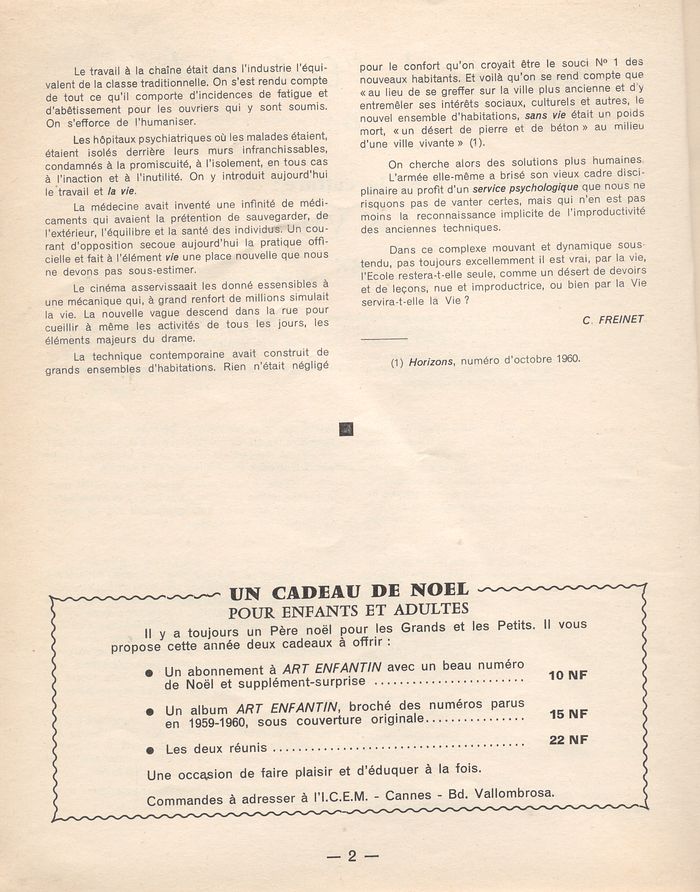 Le travail à la chaîne était dans l'industrie l'équi-
valent de la classe traditionnelle. On s'est rendu compte
de tout ce qu'il comporte d'incidences de fatigue et
d'abêtissement pour les ouvriers qui y sont soumis.
On s'efforce de l'humaniser.
Les hôpitaux psychiatriques où les malades étaient,
étaient isolés derrière leurs murs infranchissables,
condamnés à la promiscuité, à l'isolement, en tous cas
à l'inaction et à l'inutilité. On y introduit aujourd'hui
le travail et la vie.
La médecine avait inventé une infinité de médi-
caments qui avaient la prétention de sauvegarder, de
l'extérieur, l'équilibre et la santé des individus. Un cou-
rant d'opposition secoue aujourd'hui la pratique offi-
cielle et fait à l'élément vie une place nouvelle que nous
ne devons pas sous-estimer.
Le cinéma asservissait les donné essensibles à
une mécanique qui, à grand renfort de millions simulait
la vie. La nouvelle vague descend dans la rue pour
cueillir à même les activités de tous les jours, les
éléments majeurs du drame.
La technique contemporaine avait construit de
grands ensembles d'habitations. Rien n'était négligé
pour le confort qu'on croyait être le souci Nº 1 des
nouveaux habitants. Et voilà qu'on se rend compte que
« au lieu de se greffer sur la ville plus ancienne et d'y
entremêler ses intérêts sociaux, culturels et autres, le
nouvel ensemble d'habitations, sans vie était un poids
mort, « un désert de pierre et de béton » au milieu
d'une ville vivante » (1).
On cherche alors des solutions plus humaines.
L'armée elle-même a brisé son vieux cadre disci-
plinaire au profit d'un service psychologique que nous ne
risquons pas de vanter certes, mais qui n'en est pas
moins la reconnaissance implicite de l'improductivité
des anciennes techniques.
Dans ce complexe mouvant et dynamique sous-
tendu, pas toujours excellemment il est vrai, par la vie,
l'Ecole restera-t-elle seule, comme un désert de devoirs
et de leçons, nue et improductrice, ou bien par la Vie
servira-t-elle la Vie ?
C. FREINET
(1) Horizons, numéro d'octobre 1960.
UN CADEAU DE NOEL
POUR ENFANTS ET ADULTES
Il y a toujours un Père noël pour les Grands et les Petits. Il vous
propose cette année deux cadeaux à offrir :
● Un abonnement à ART ENFANTIN avec un beau numéro
de Noël et supplément-surprise ........................ 10 NF
● Un album ART ENFANTIN, broché des numéros parus
en 1959-1960, sous couverture originale................ 15 NF
● Les deux réunis ........................................ 22 NF
Une occasion de faire plaisir et d'éduquer à la fois.
Commandes à adresser à l'I.C.E.M. - Cannes - Bd. Vallombrosa.
— 2 —